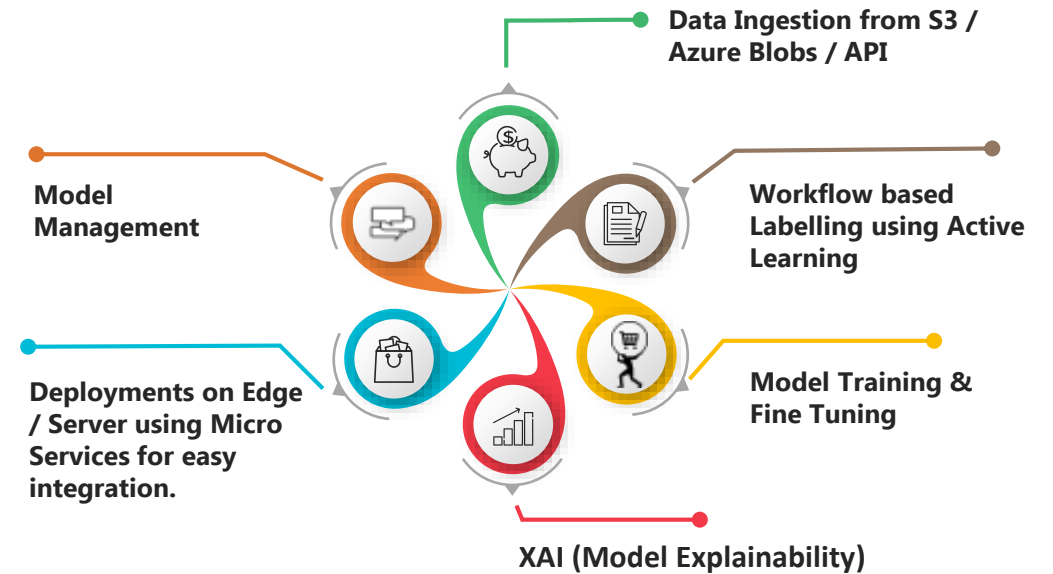 Data Ingestion from S3 /
Azure Blobs / API
Workflow based
Labelling using Active
Learning
Model Training &
Fine Tuning
XAI (Model Explainability)
Deployments on Edge
/ Server using Micro
Services for easy
integration.
Model
Management
$